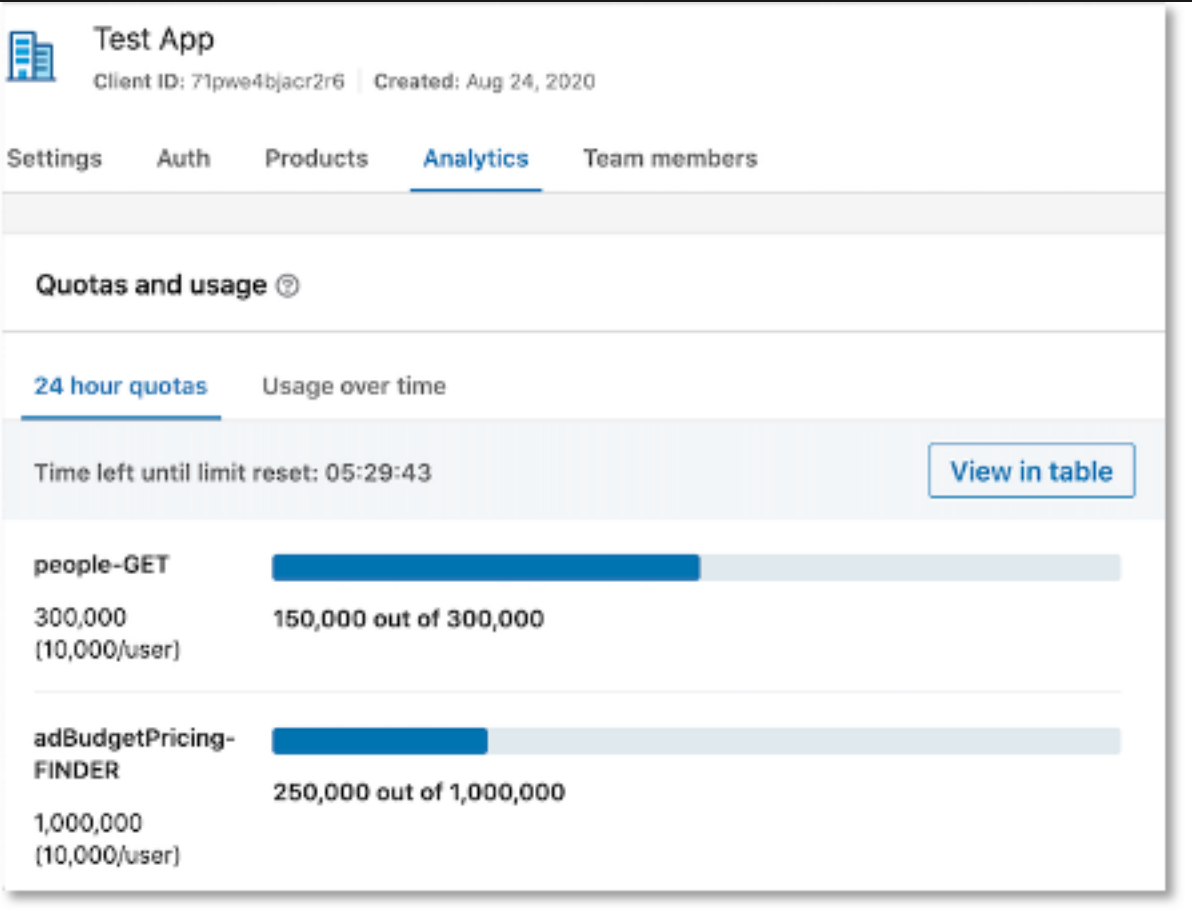 Test App
Client ID: 71pwe4bjacr2r6 Created: Aug 24, 2020
Settings Auth Products Analytics Team members
Quotas and usage ?
24 hour quotas Usage over time
Time left until limit reset: 05:29:43 View in table
people-GET
300,000
(10,000/user)
150,000 out of 300,000
adBudgetPricing-
FINDER
1,000,000
(10,000/user)
250,000 out of 1,000,000